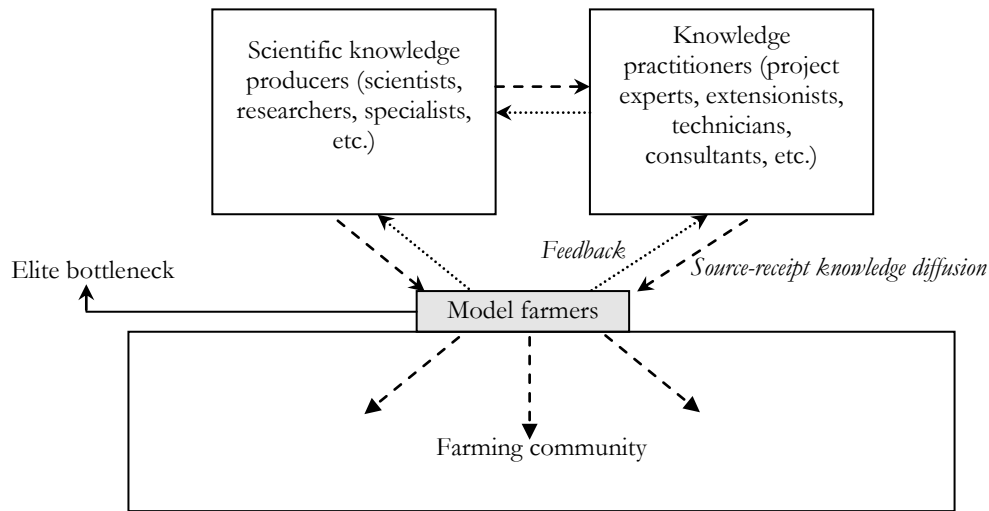 Scientific knowledge
producers (scientists,
researchers, specialists,
etc.)
Knowledge
practitioners (project
experts, extensionists,
technicians,
consultants, etc.)
Feedback
Source-receipt knowledge diffusion
Elite bottleneck
Model farmers
Farming community